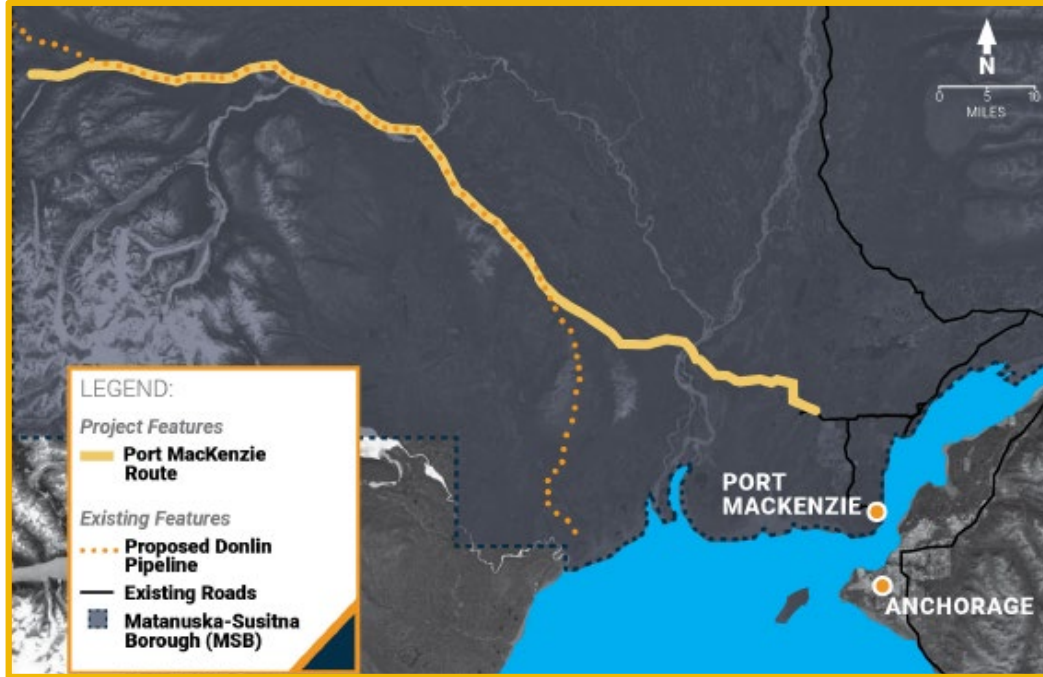 N
0 5 10
MILES
LEGEND:
Project Features
Port MacKenzie
Route
Existing Features
Proposed Donlin
Pipeline
Existing Roads
Matanuska-Susitna
Borough (MSB)
PORT
MACKENZIE
ANCHORAGE